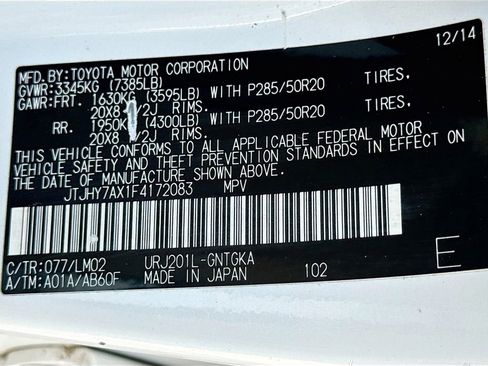 12/14
MFD.BY:TOYOTA MOTOR CORPORATION
GVWR:3345KG (7385LB)
GAWR:FRT. 1630KG (3595LB) WITH P285/50R20 TIRES,
20X8 /2J RIMS.
RR. 1950K (4300LB) WITH P285/50R20 TIRES,
20X8 /2J RIMS.
THIS VEHICLE CONFORMS TO ALL APPLICABLE FEDERAL MOTOR
VEHICLE SAFETY AND THEFT PREVENTION STANDARDS IN EFFECT ON
THE DATE OF MANUFACTURE SHOWN ABOVE.
JTJHY7AX1F4172083 MPV
C/TR:077/LM02 URJ201L-GNTGKA
A/TM:A01A/AB60F MADE IN JAPAN 102 E